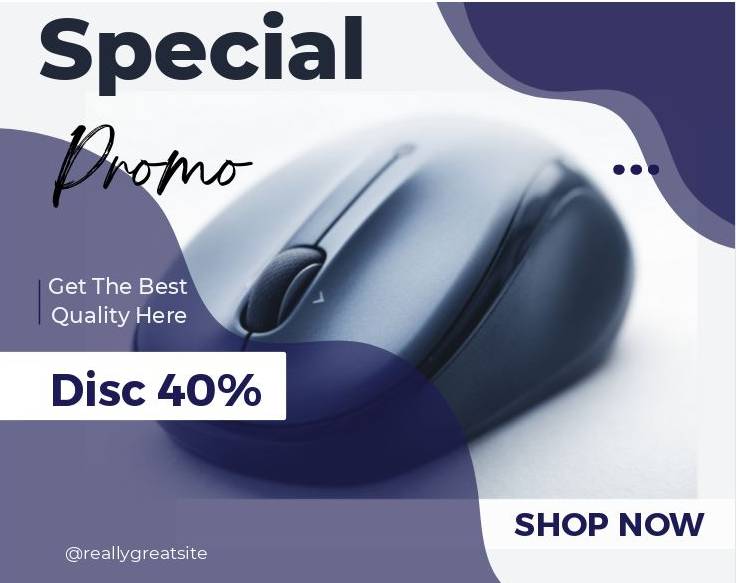 Special
Promo
Get The Best
Quality Here
Disc 40%
SHOP NOW
@reallygreatsite